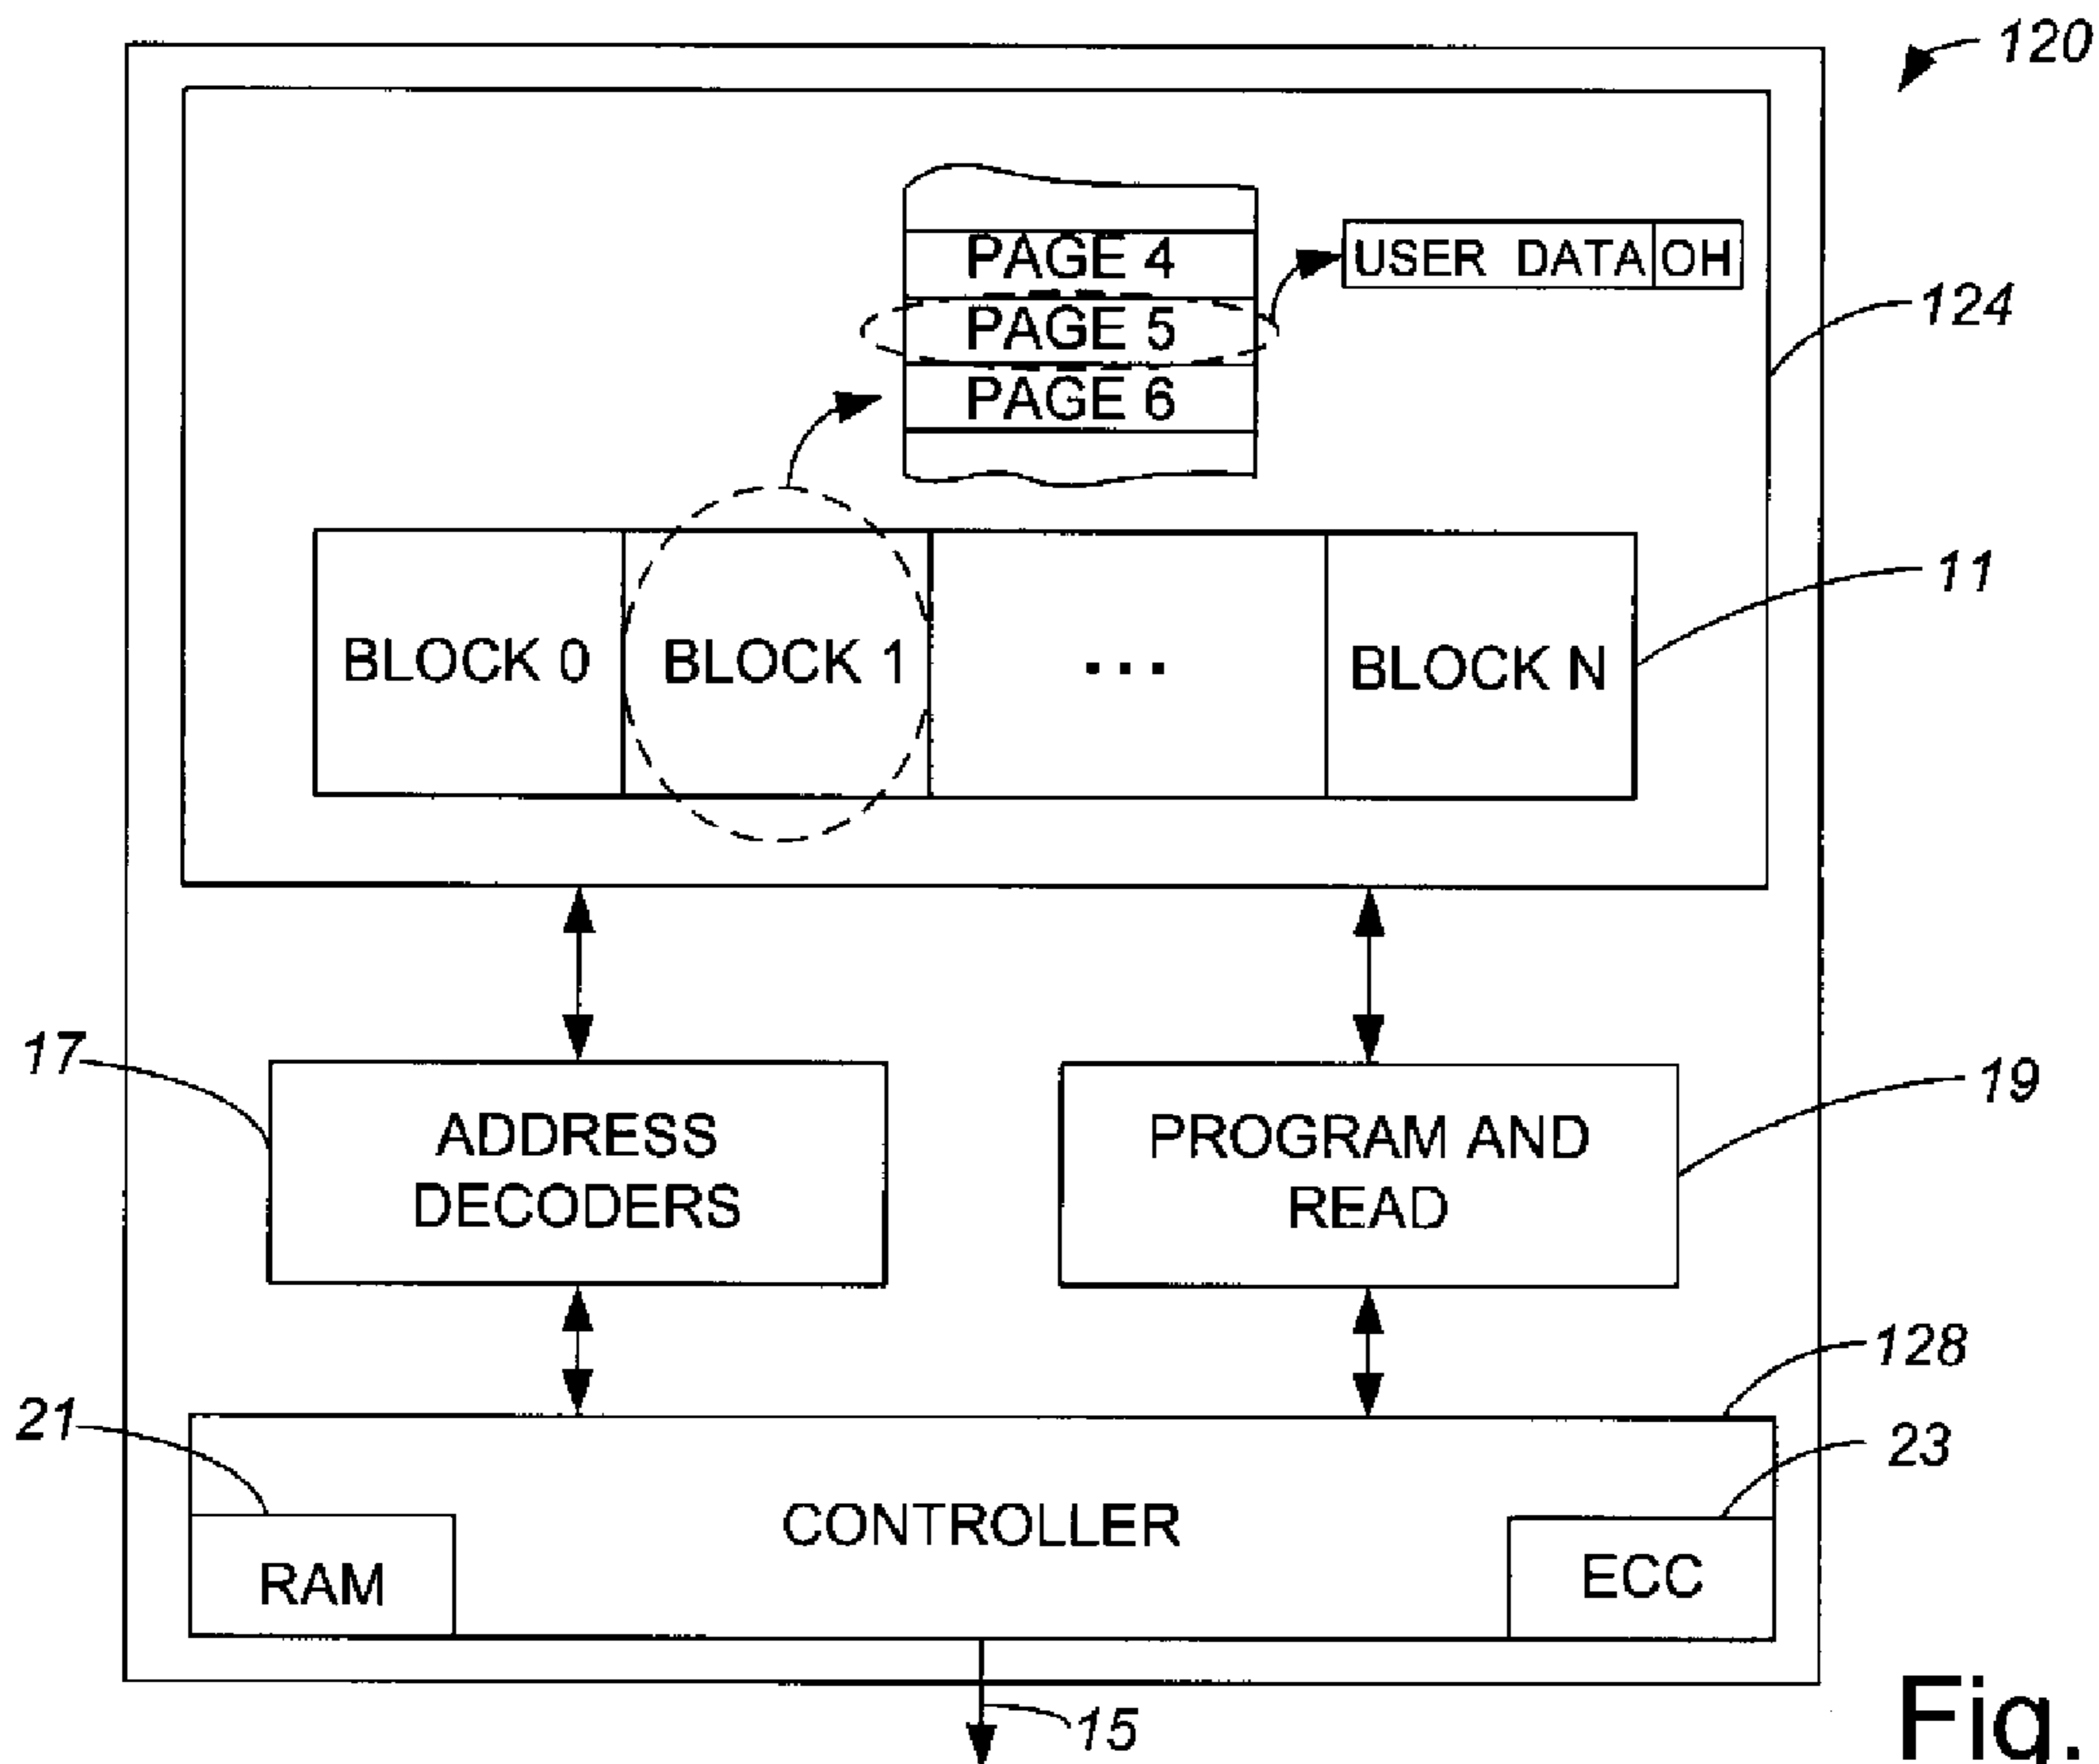 120
PAGE 4
USER DATA OH
PAGE 5
124
PAGE 6
11
BLOCK 0
BLOCK 1
...
BLOCK N
17
19
ADDRESS
DECODERS
PROGRAM AND
READ
128
21
23
CONTROLLER
RAM
ECC
15
Fig.